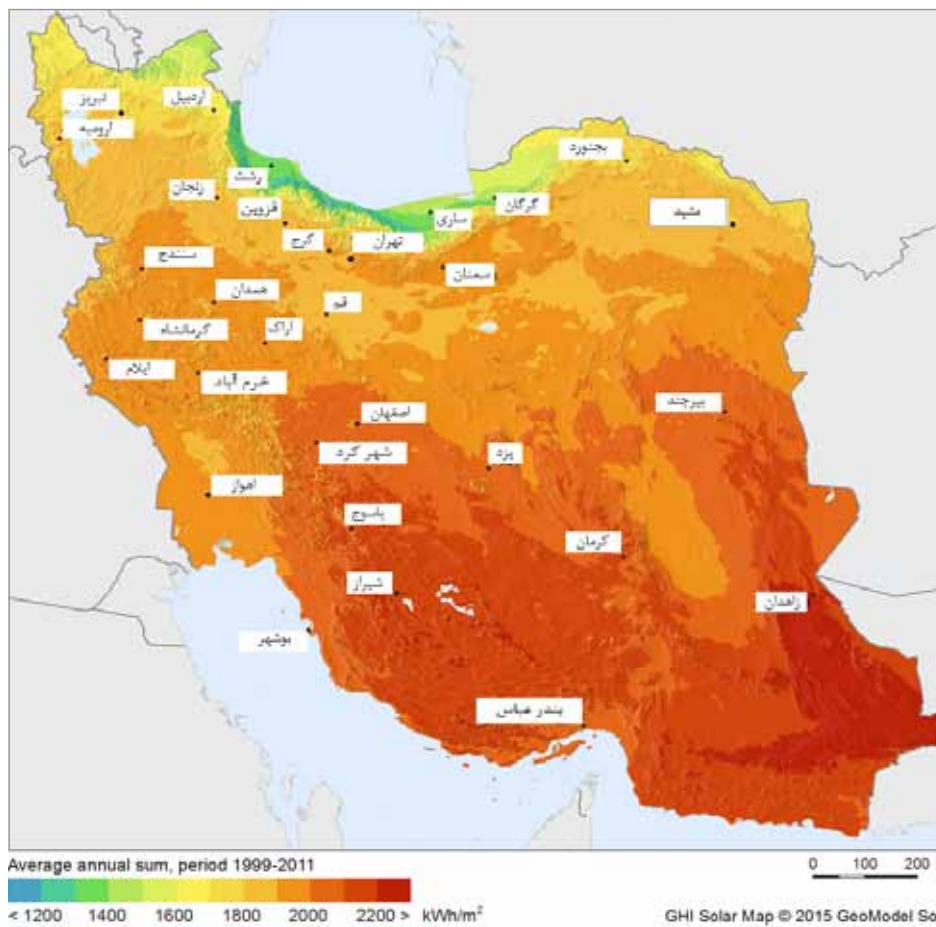 تبریز
اردبیل
ارومیه
بجنورد
رشت
زنجان
گرگان
قزوین
ساری
مشهد
کرج
تهران
سنندج
سمنان
همدان
قم
کرمانشاه
اراک
ایلام
خرم آباد
اصفهان
بیرجند
شهر کرد
یزد
اهواز
یاسوج
کرمان
شیراز
زاهدان
بوشهر
بندر عباس
Average annual sum, period 1999-2011
0 100 200
< 1200 1400 1600 1800 2000 2200 > kWh/m²
GHI Solar Map © 2015 GeoModel So